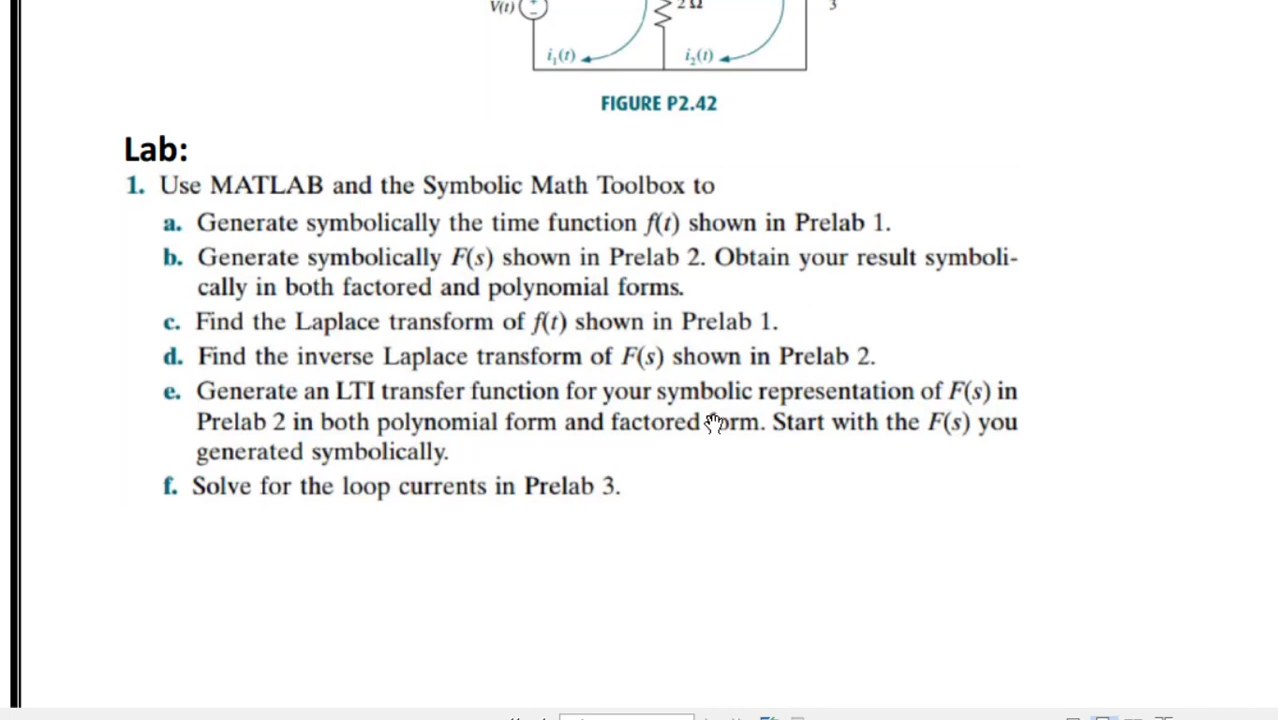 V(t)
2 Ω
3
i₁(t)
i₂(t)
FIGURE P2.42
Lab:
1. Use MATLAB and the Symbolic Math Toolbox to
a. Generate symbolically the time function f(t) shown in Prelab 1.
b. Generate symbolically F(s) shown in Prelab 2. Obtain your result symboli-
cally in both factored and polynomial forms.
c. Find the Laplace transform of f(t) shown in Prelab 1.
d. Find the inverse Laplace transform of F(s) shown in Prelab 2.
e. Generate an LTI transfer function for your symbolic representation of F(s) in
Prelab 2 in both polynomial form and factored form. Start with the F(s) you
generated symbolically.
f. Solve for the loop currents in Prelab 3.